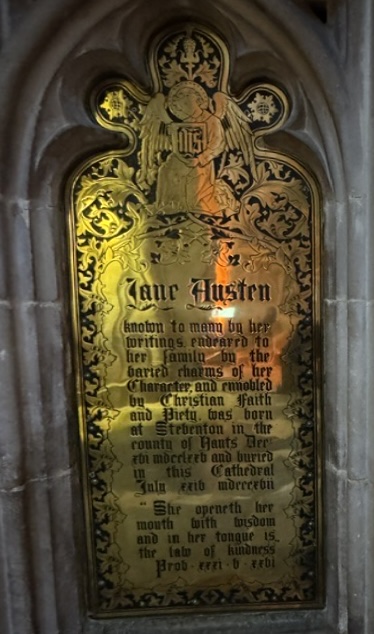 IHS
Jane Austen
known to many by her
writings, endeared to
her family by the
varied charms of her
Character, and ennobled
by Christian Faith
and Piety, was born
at Steventon in the
county of Hants Dec·
xvi mdcclxxv and buried
in this Cathedral
July xxiv mdcccxvii
"She openeth her
mouth with wisdom
and in her tongue is
the law of kindness
Prov· xxxi· v· xxvi